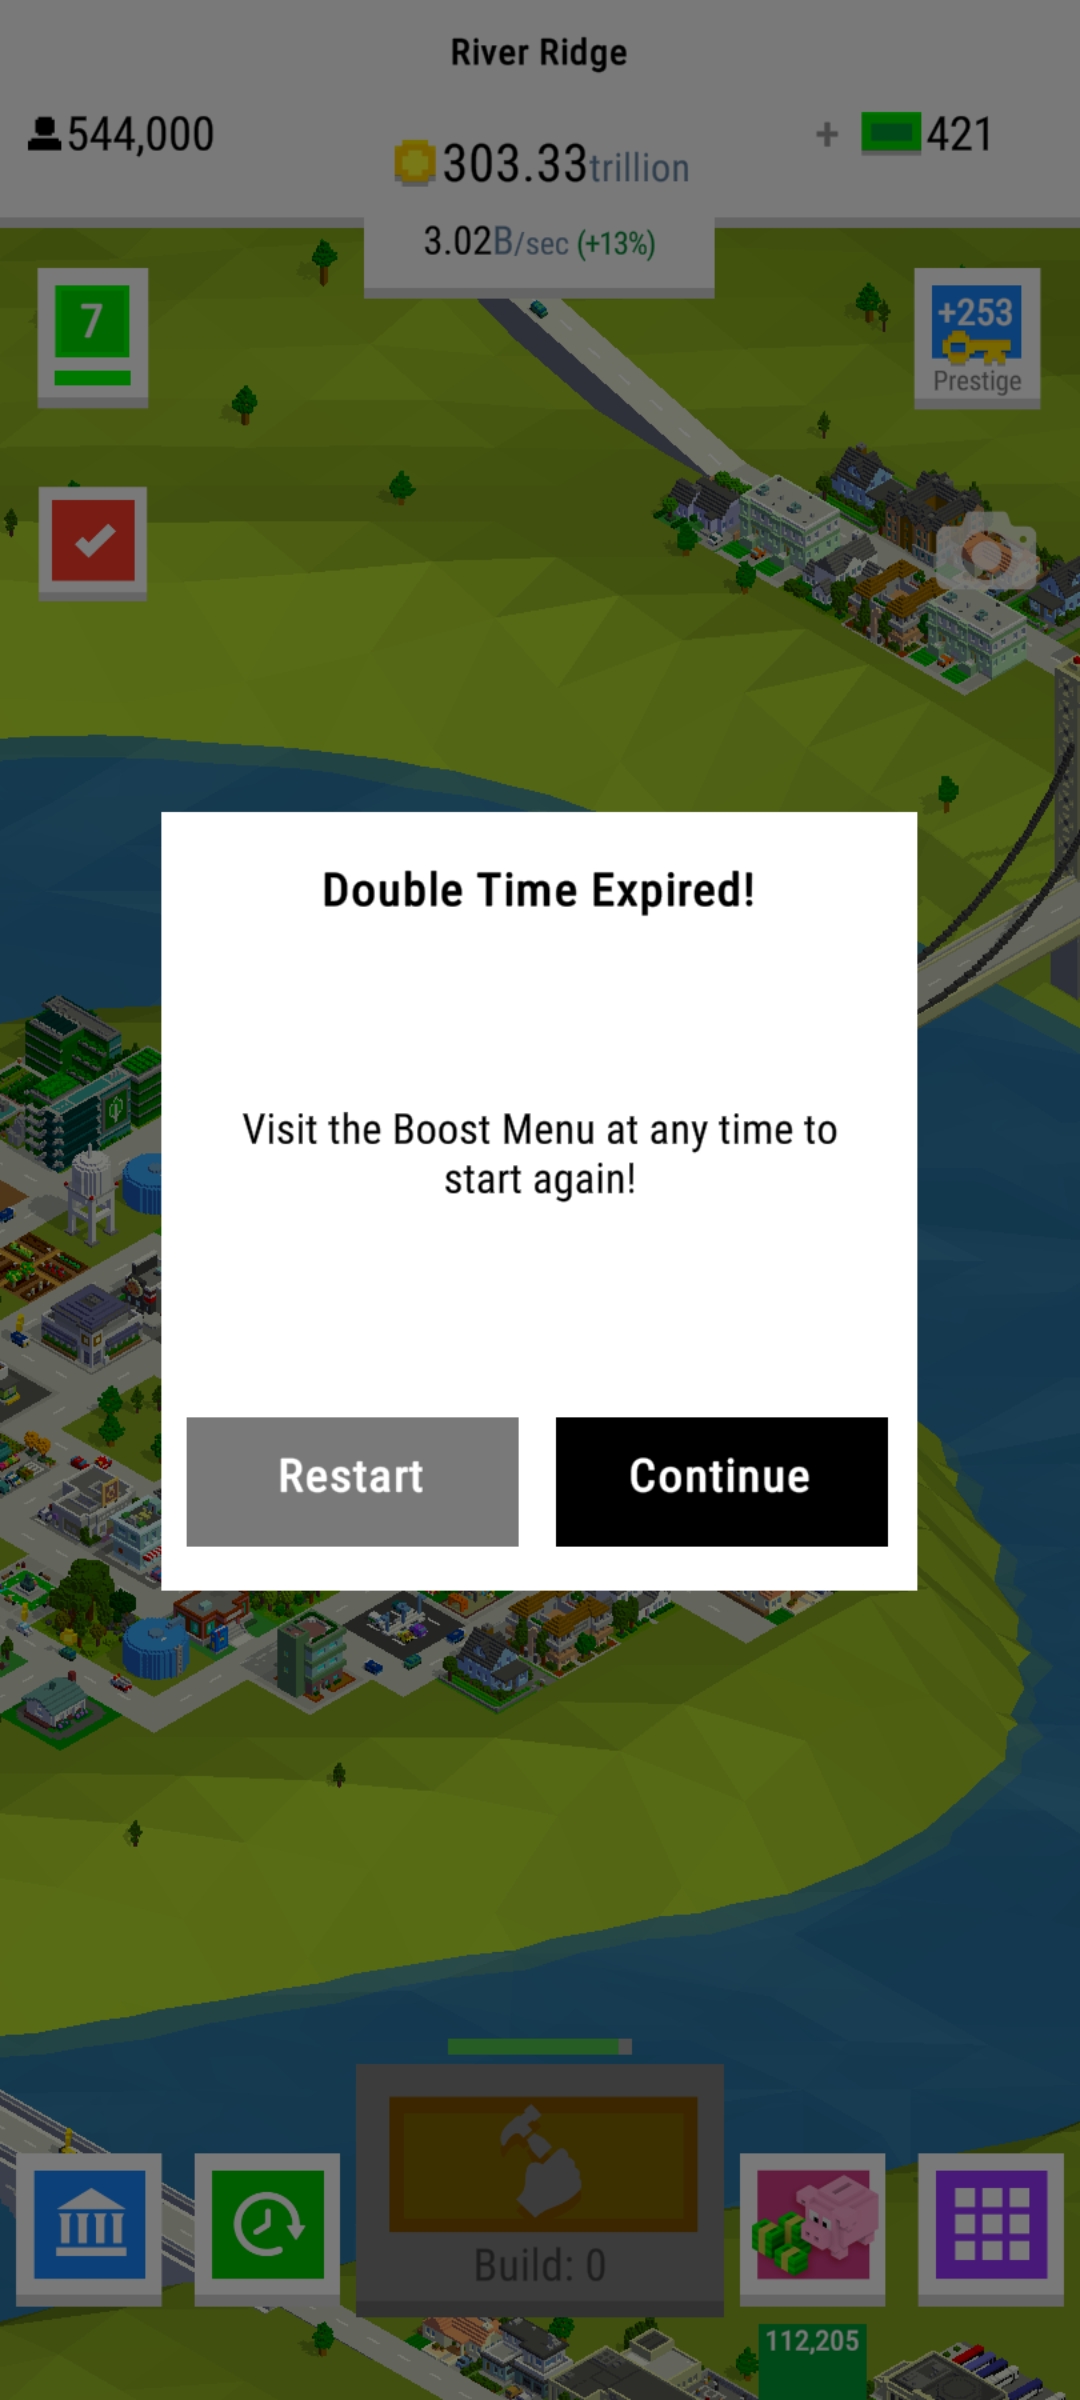 River Ridge
544,000
303.33trillion
+ 421
3.02B/sec (+13%)
7
+253
Prestige
Double Time Expired!
Visit the Boost Menu at any time to
start again!
Restart
Continue
Build: 0
112,205